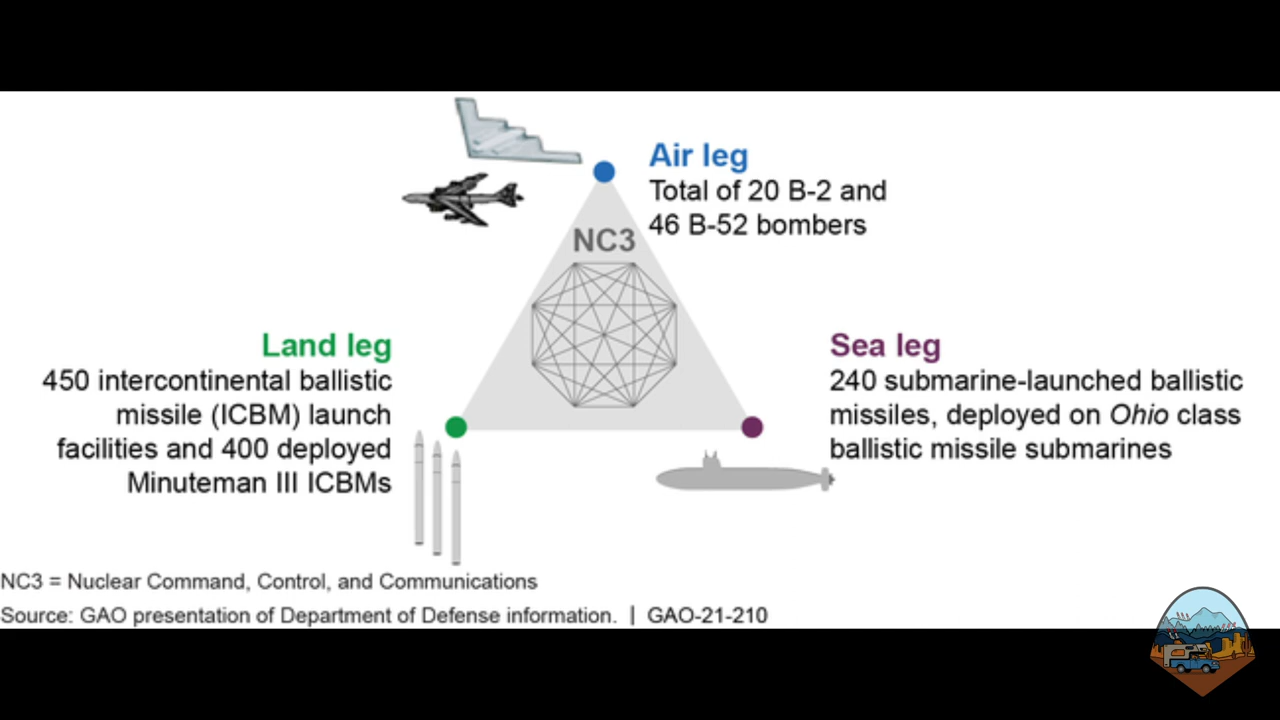 Air leg
Total of 20 B-2 and
46 B-52 bombers
NC3
Land leg
450 intercontinental ballistic
missile (ICBM) launch
facilities and 400 deployed
Minuteman III ICBMs
Sea leg
240 submarine-launched ballistic
missiles, deployed on Ohio class
ballistic missile submarines
NC3 = Nuclear Command, Control, and Communications
Source: GAO presentation of Department of Defense information. | GAO-21-210